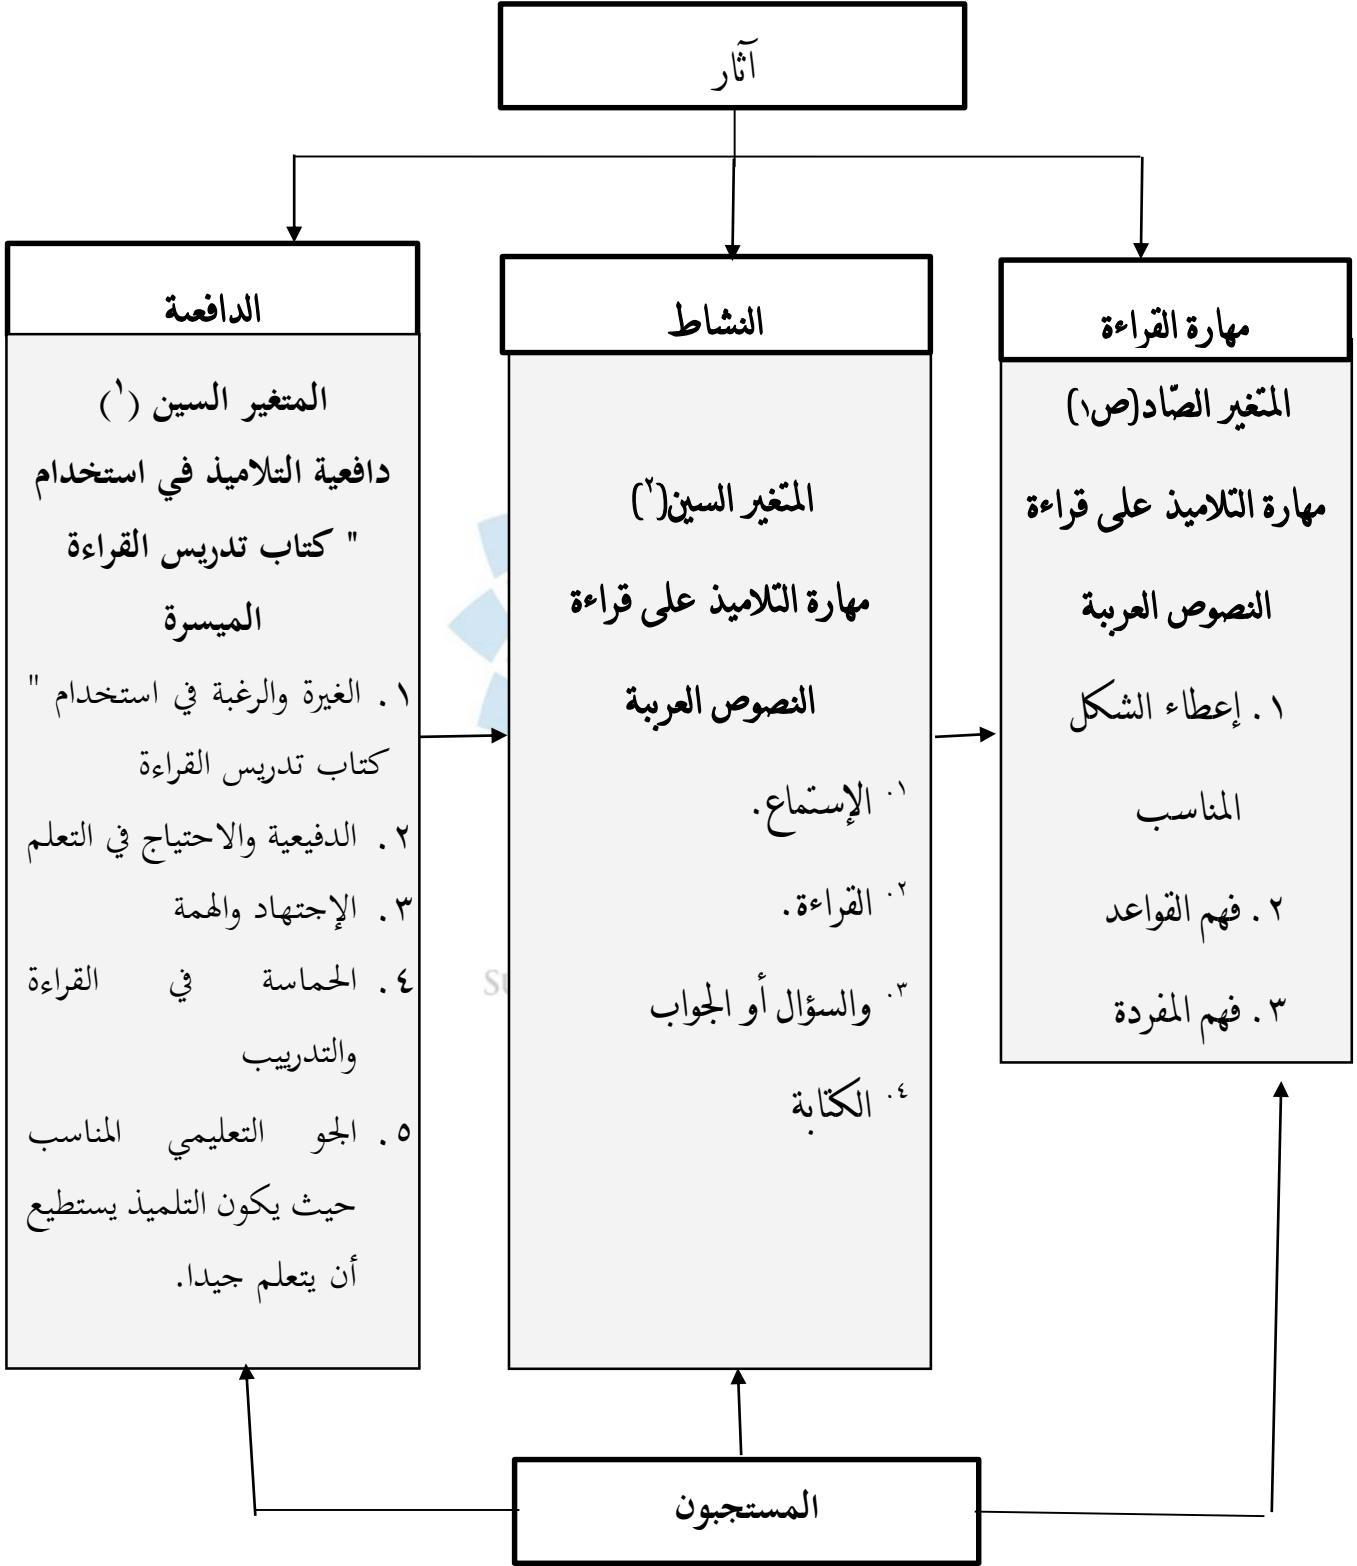 آثار
مهارة القراءة
المتغير الصّاد(ص١)
مهارة التلاميذ على قراءة
النصوص العربية
١. إعطاء الشكل
المناسب
٢. فهم القواعد
٣. فهم المفردة
النشاط
المتغير السين(٢)
مهارة التلاميذ على قراءة
النصوص العربية
١. الإستماع.
٢. القراءة.
٣. والسؤال أو الجواب
٤. الكتابة
الدافعية
المتغير السين (١)
دافعية التلاميذ في استخدام
" كتاب تدريس القراءة
الميسرة
١. الغيرة والرغبة في استخدام "
كتاب تدريس القراءة
٢. الدفيعية والاحتياج في التعلم
٣. الإجتهاد والهمة
٤. الحماسة في القراءة
والتدرييب
٥. الجو التعليمي المناسب
حيث يكون التلميذ يستطيع
أن يتعلم جيدا.
المستجبون